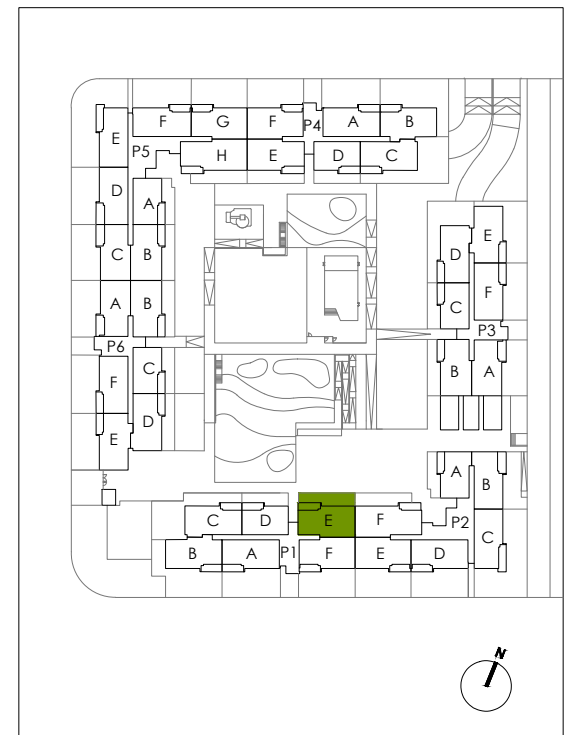 F G F P4 A B
E P5 H E D C
D A
E
D
C B F
C
A B P3
P6 B A
F C
D
E
A B
C D E F P2
C
B A P1 F E D
N